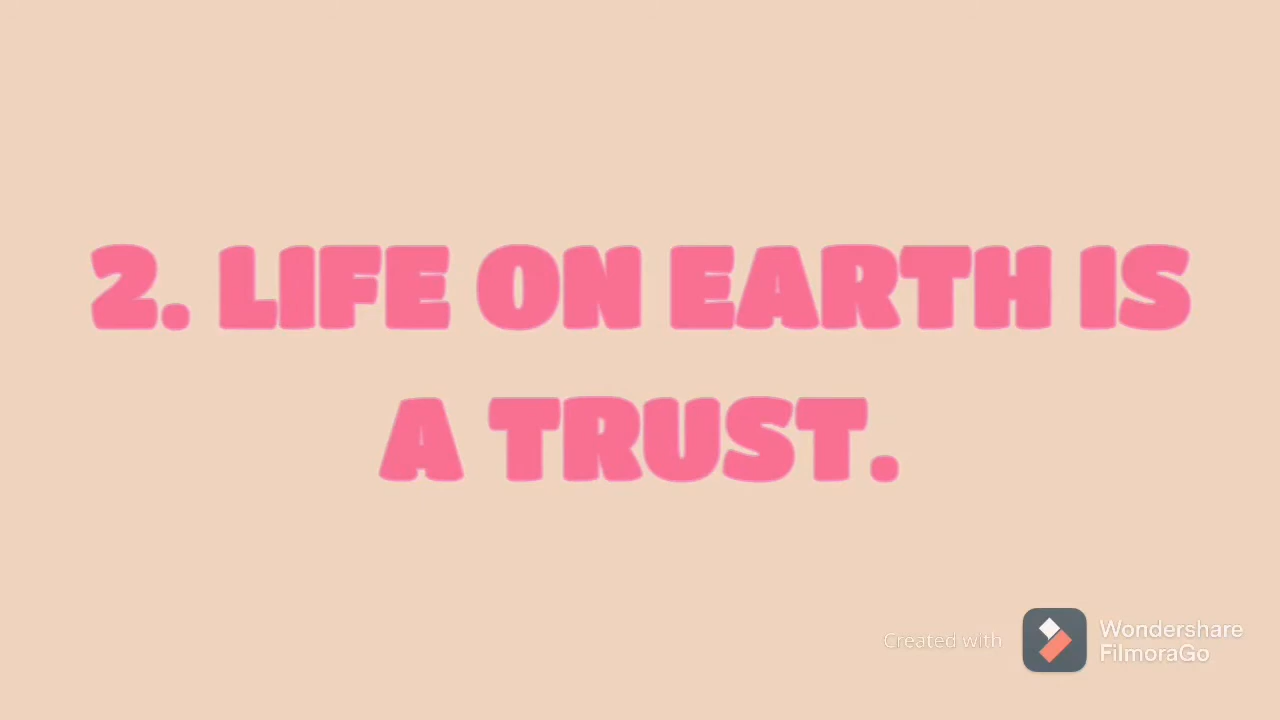 2. LIFE ON EARTH IS
A TRUST.
Created with
Wondershare
FilmoraGo